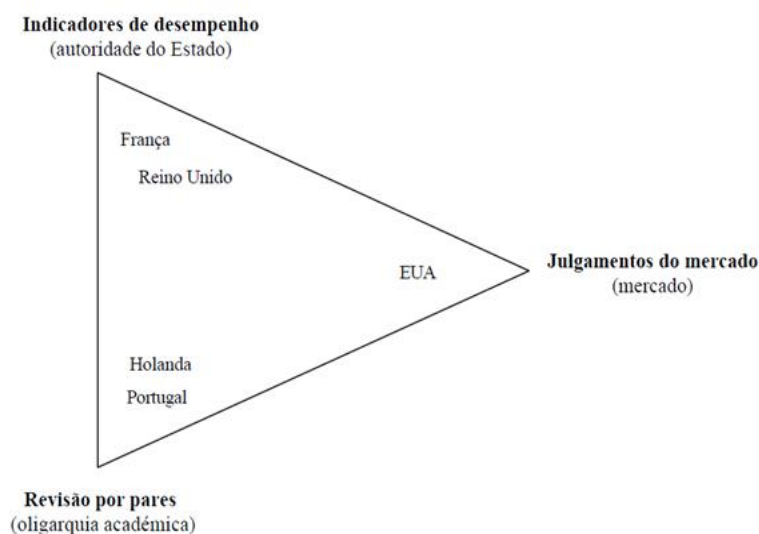 Indicadores de desempenho
(autoridade do Estado)
França
Reino Unido
EUA
Julgamentos do mercado
(mercado)
Holanda
Portugal
Revisão por pares
(oligarquia académica)